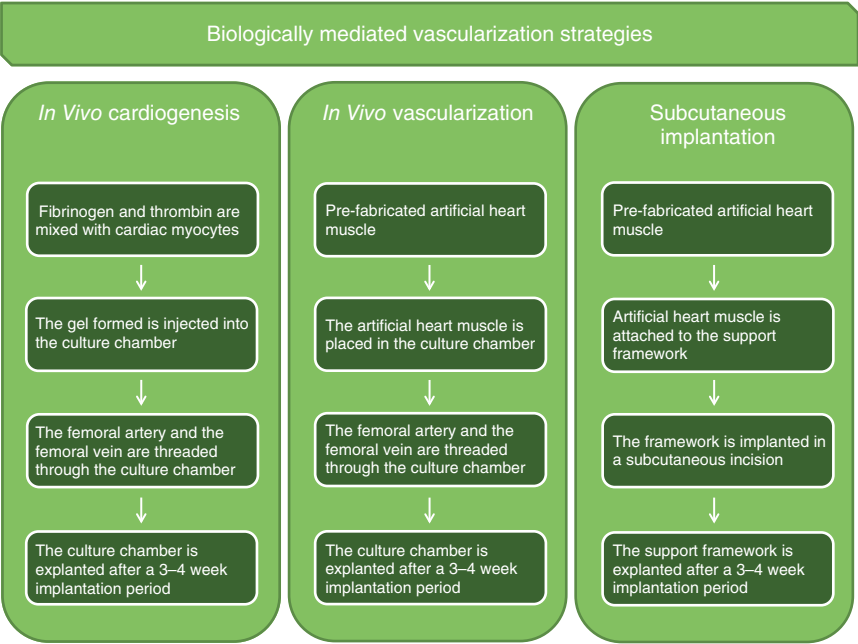 Biologically mediated vascularization strategies
In Vivo cardiogenesis
Fibrinogen and thrombin are
mixed with cardiac myocytes
The gel formed is injected into
the culture chamber
The femoral artery and the
femoral vein are threaded
through the culture chamber
The culture chamber is
explanted after a 3–4 week
implantation period
In Vivo vascularization
Pre-fabricated artificial heart
muscle
The artificial heart muscle is
placed in the culture chamber
The femoral artery and the
femoral vein are threaded
through the culture chamber
The culture chamber is
explanted after a 3–4 week
implantation period
Subcutaneous
implantation
Pre-fabricated artificial heart
muscle
Artificial heart muscle is
attached to the support
framework
The framework is implanted in
a subcutaneous incision
The support framework is
explanted after a 3–4 week
implantation period